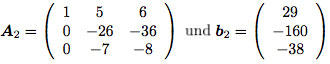 A₂ = ( 1 5 6 ; 0 −26 −36 ; 0 −7 −8 ) und b₂ = ( 29 ; −160 ; −38 )